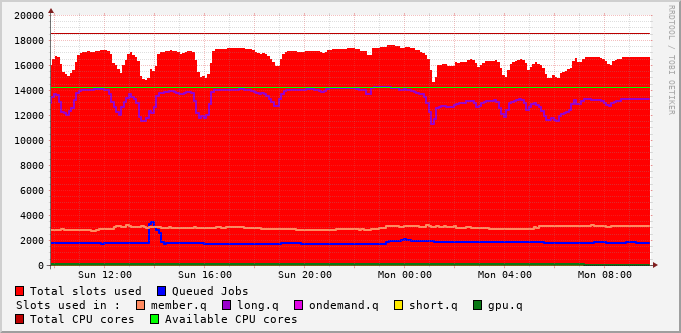 20000
18000
16000
14000
12000
10000
8000
6000
4000
2000
0
Sun 12:00 Sun 16:00 Sun 20:00 Mon 00:00 Mon 04:00 Mon 08:00
RRDTOOL / TOBI OETIKER
Total slots used Queued Jobs
Slots used in : member.q long.q ondemand.q short.q gpu.q
Total CPU cores Available CPU cores